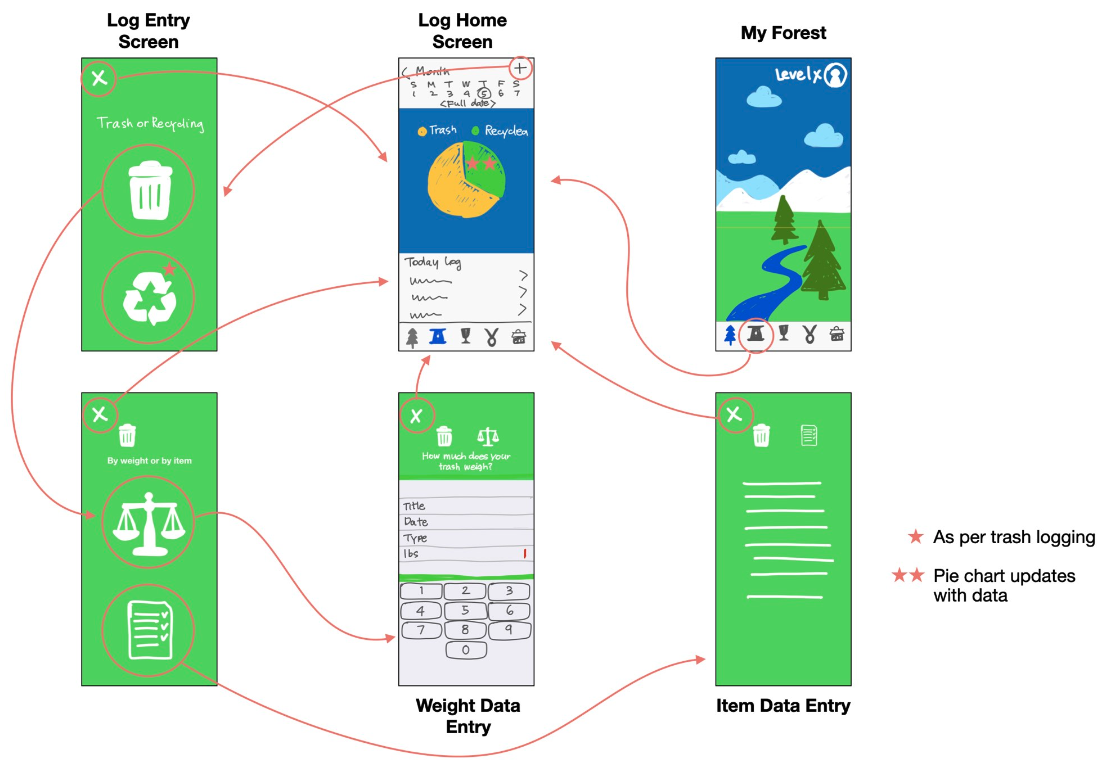 Log Entry
Screen
Log Home
Screen
My Forest
X
Trash or Recycling
< Month +
S M T W T F S
1 2 3 4 5 6 7
<Full date>
Trash Recycled
Today log
Level x
X
By weight or by item
X
How much does your
trash weigh?
Title
Date
Type
lbs
1 2 3
4 5 6
7 8 9
0
X
As per trash logging
Pie chart updates
with data
Weight Data
Entry
Item Data Entry